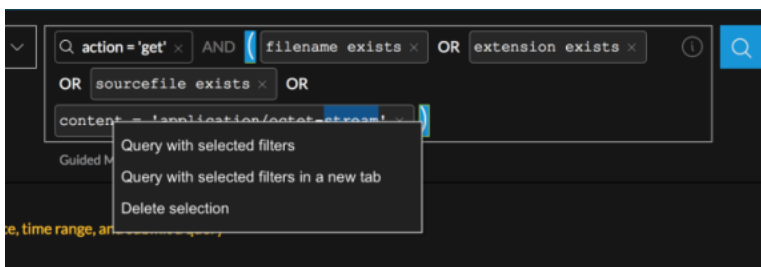 action = 'get' × AND ( filename exists × OR extension exists ×
OR sourcefile exists × OR
content = 'application/octet-stream' × )
Query with selected filters
Query with selected filters in a new tab
Delete selection
Guided
time range,